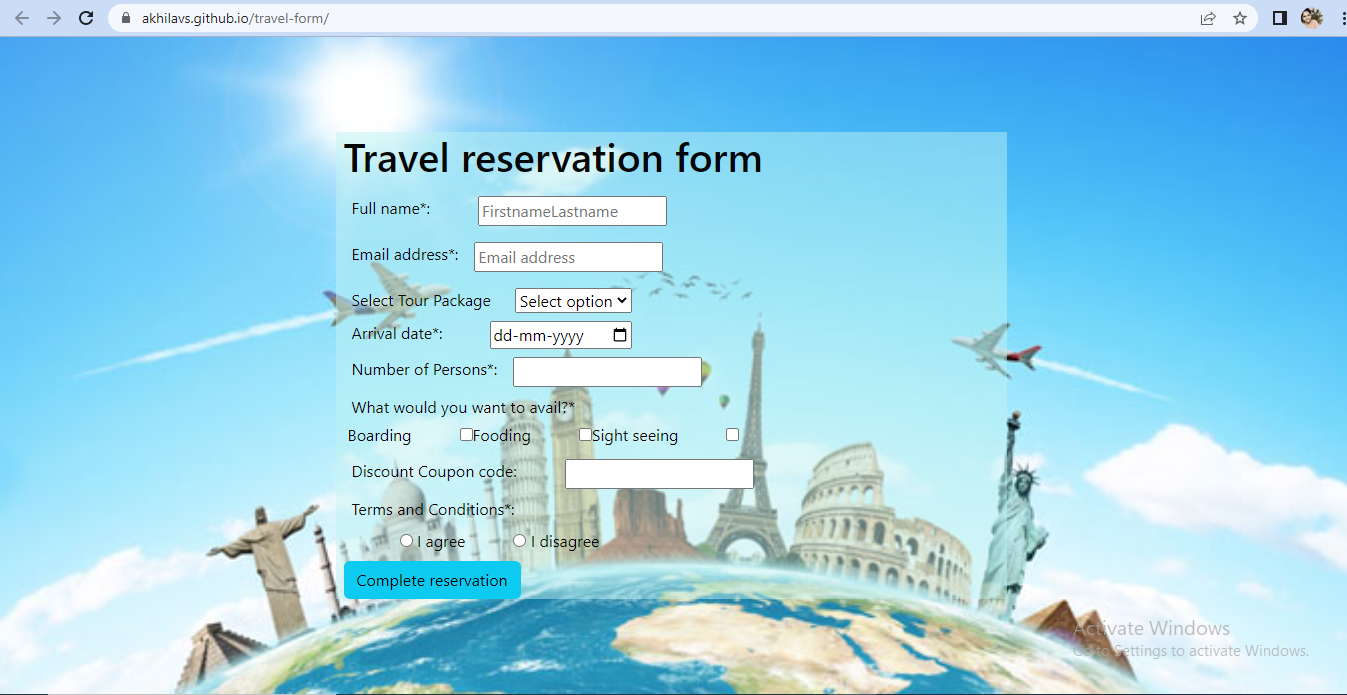 akhilavs.github.io/travel-form/
Travel reservation form
Full name*: FirstnameLastname
Email address*: Email address
Select Tour Package Select option
Arrival date*: dd-mm-yyyy
Number of Persons*:
What would you want to avail?*
Boarding Fooding Sight seeing
Discount Coupon code:
Terms and Conditions*:
I agree I disagree
Complete reservation
Activate Windows
Go to Settings to activate Windows.